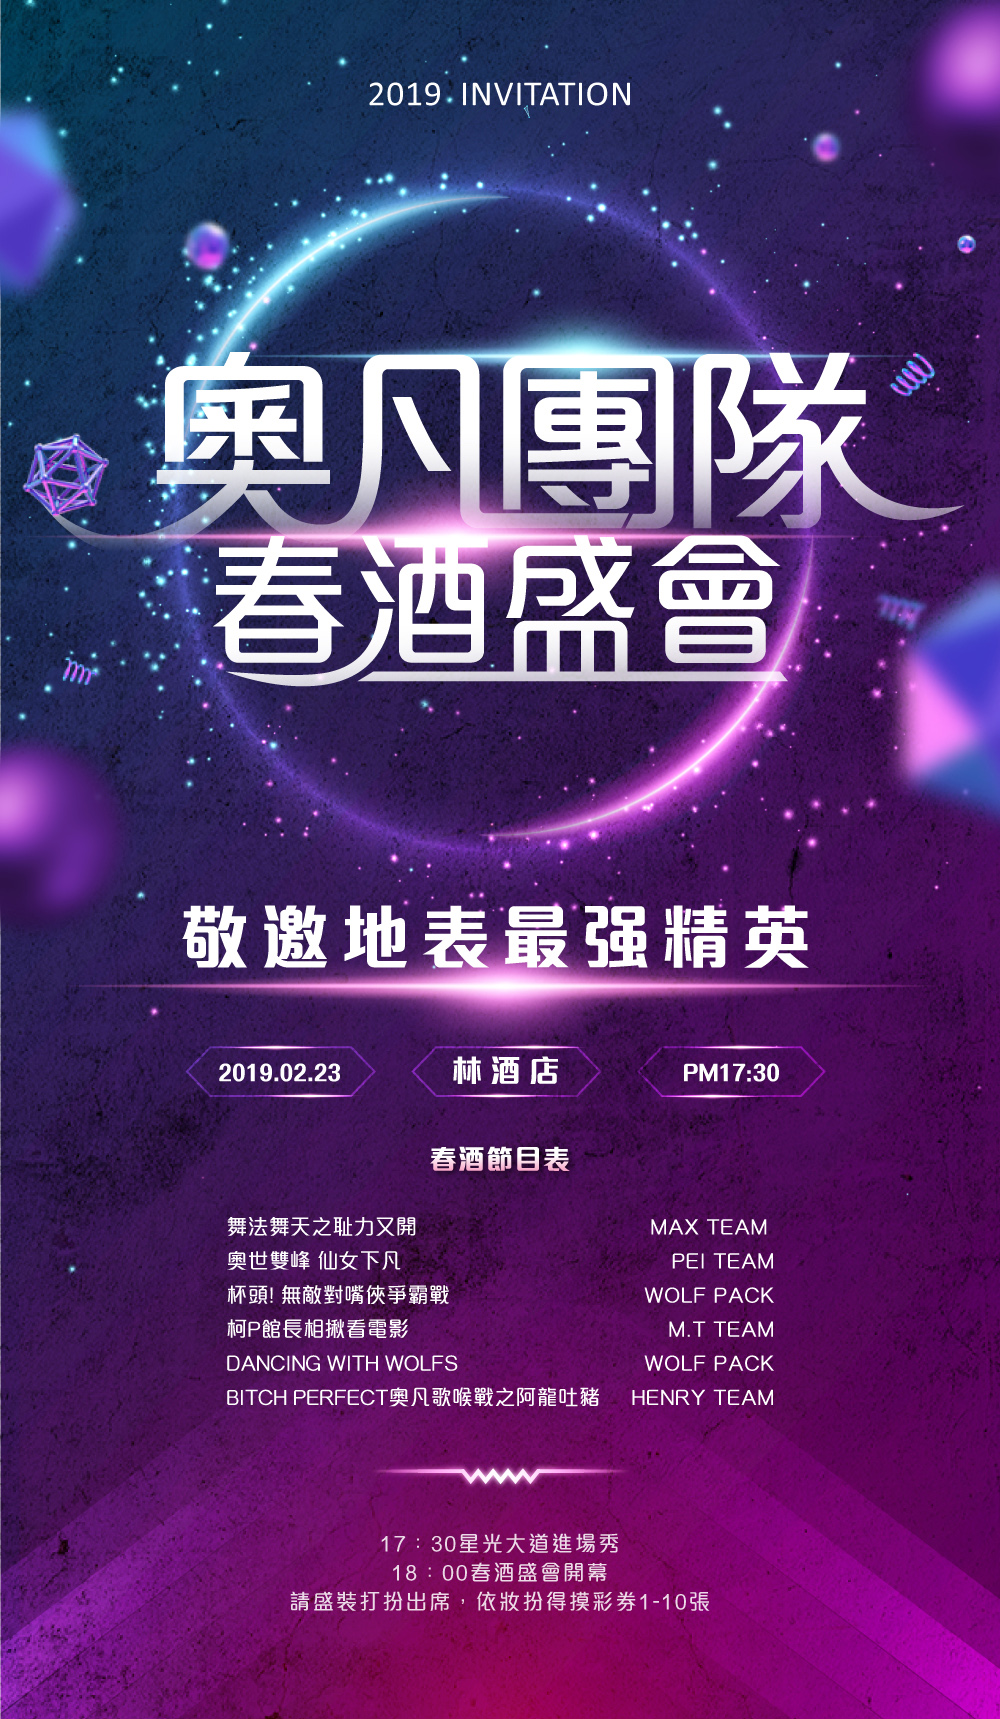 2019 INVITATION
奧凡團隊
春酒盛會
敬邀地表最强精英
2019.02.23
林酒店
PM17:30
春酒節目表
舞法舞天之耻力又開 MAX TEAM
奧世雙峰 仙女下凡 PEI TEAM
杯頭! 無敵對嘴俠爭霸戰 WOLF PACK
柯P館長相揪看電影 M.T TEAM
DANCING WITH WOLFS WOLF PACK
BITCH PERFECT奧凡歌喉戰之阿龍吐豬 HENRY TEAM
17：30星光大道進場秀
18：00春酒盛會開幕
請盛裝打扮出席，依妝扮得摸彩券1-10張